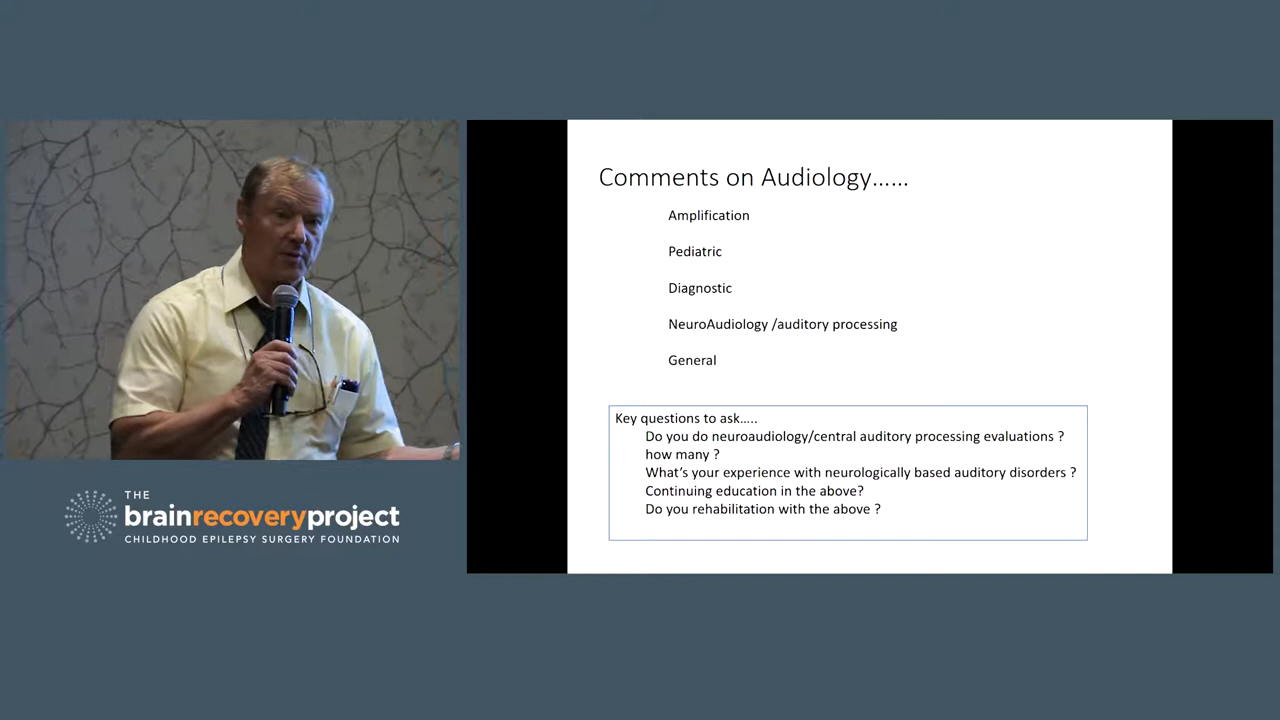 Comments on Audiology......
Amplification
Pediatric
Diagnostic
NeuroAudiology /auditory processing
General
Key questions to ask.....
Do you do neuroaudiology/central auditory processing evaluations ?
how many ?
What's your experience with neurologically based auditory disorders ?
Continuing education in the above?
Do you rehabilitation with the above ?
THE
brainrecoveryproject
CHILDHOOD EPILEPSY SURGERY FOUNDATION